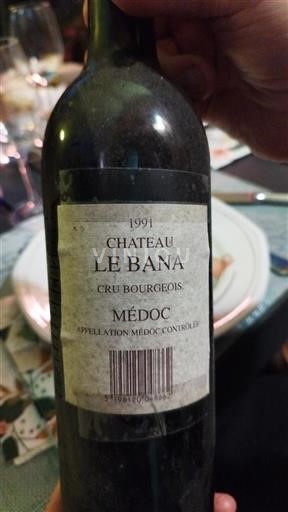 1991
CHATEAU
LE BANA
CRU BOURGEOIS
MÉDOC
APPELLATION MÉDOC CONTRÔLÉE